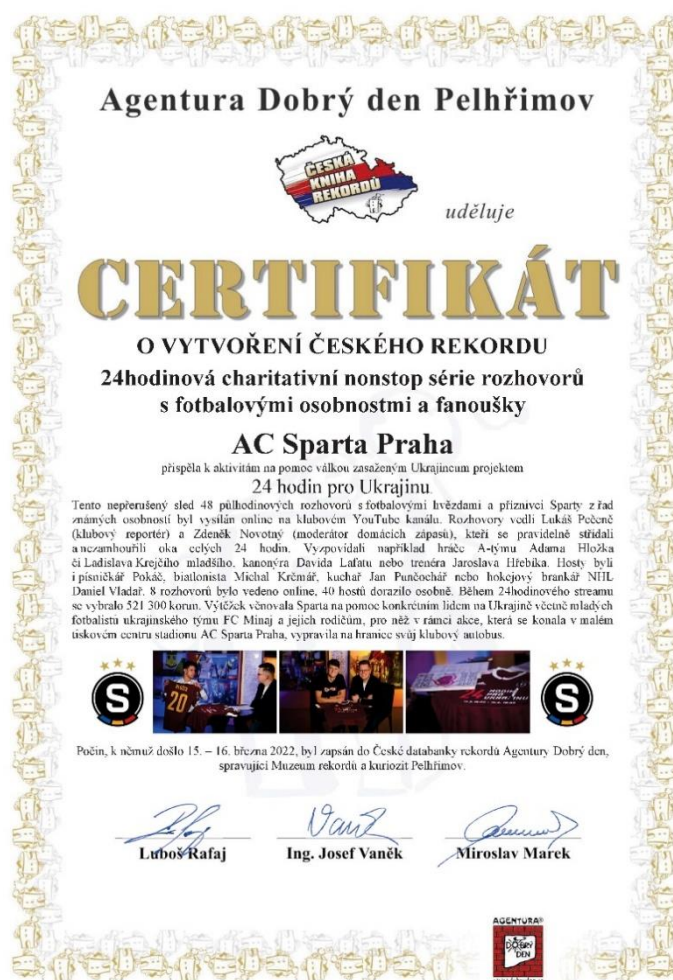 Agentura Dobrý den Pelhřimov
ČESKÁ
KNIHA
REKORDŮ
uděluje
CERTIFIKÁT
O VYTVOŘENÍ ČESKÉHO REKORDU
24hodinová charitativní nonstop série rozhovorů
s fotbalovými osobnostmi a fanoušky
AC Sparta Praha
přispěla k aktivitám na pomoc válkou zasaženým Ukrajincum projektem
24 hodin pro Ukrajinu
Tento nepřerušený sled 48 půlhodinových rozhovorů s fotbalovými hvězdami a příznivci Sparty z řad
známých osobností byl vysílán online na klubovém YouTube kanálu. Rozhovory vedli Lukáš Pečeně
(klubový reportér) a Zdeněk Novotný (moderátor domácích zápasů), kteří se pravidelně střídali
a nezamhouřili oka celých 24 hodin. Vyzpovídali například hráče A-týmu Adama Hložka
či Ladislava Krejčího mladšího, kanonýra Davida Lafatu nebo trenéra Jaroslava Hřebíka. Hosty byli
i písničkář Pokáč, biatlonista Michal Krčmář, kuchař Jan Punčochář nebo hokejový brankář NHL
Daniel Vladař. 8 rozhovorů bylo vedeno online, 40 hostů dorazilo osobně. Během 24hodinového streamu
se vybralo 521 300 korun. Výtěžek věnovala Sparta na pomoc konkrétním lidem na Ukrajině včetně mladých
fotbalistů ukrajinského týmu FC Minaj a jejich rodičům, pro něž v rámci akce, která se konala v malém
tiskovém centru stadionu AC Sparta Praha, vypravila na hranice svůj klubový autobus.
S
20
24
S
Počin, k němuž došlo 15. – 16. března 2022, byl zapsán do České databanky rekordů Agentury Dobrý den,
spravující Muzeum rekordů a kuriozit Pelhřimov.
Luboš Rafaj
Ing. Josef Vaněk
Miroslav Marek
AGENTURA®
DOBRÝ
DEN